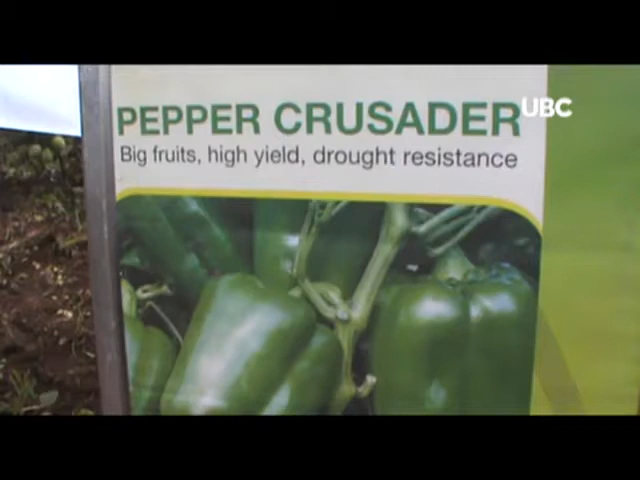 PEPPER CRUSADER
UBC
Big fruits, high yield, drought resistance